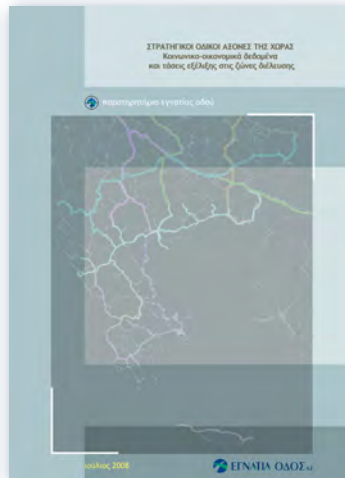 ΣΤΡΑΤΗΓΙΚΟΙ ΟΔΙΚΟΙ ΑΞΟΝΕΣ ΤΗΣ ΧΩΡΑΣ
Κοινωνικο-οικονομικά δεδομένα
και τάσεις εξέλιξης στις ζώνες διέλευσης
παρατηρητήριο εγνατίας οδού
Ιούλιος 2008
ΕΓΝΑΤΙΑ ΟΔΟΣ Α.Ε.